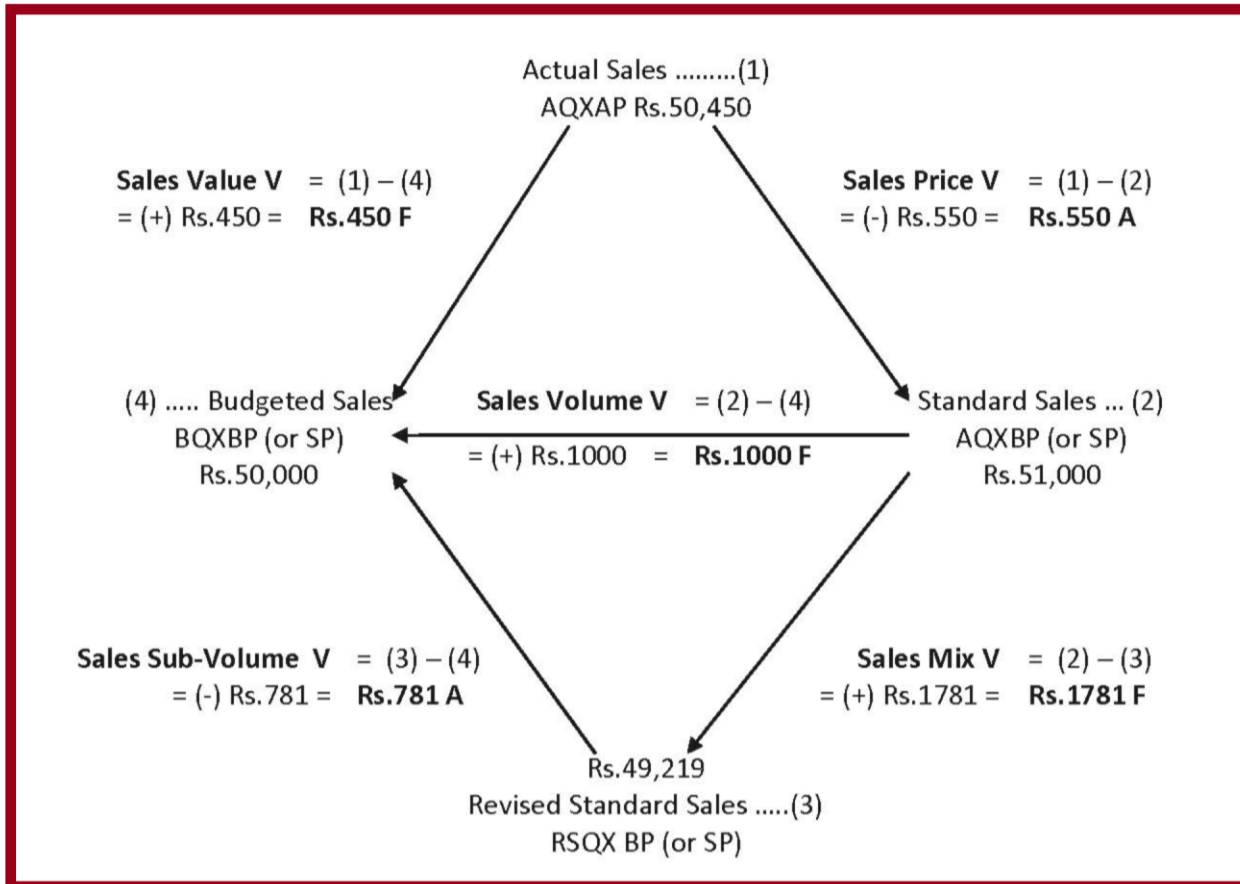 Actual Sales .........(1)
AQXAP Rs.50,450
Sales Value V = (1) – (4)
= (+) Rs.450 = Rs.450 F
Sales Price V = (1) – (2)
= (-) Rs.550 = Rs.550 A
(4) ..... Budgeted Sales
BQXBP (or SP)
Rs.50,000
Sales Volume V = (2) – (4)
= (+) Rs.1000 = Rs.1000 F
Standard Sales ... (2)
AQXBP (or SP)
Rs.51,000
Sales Sub-Volume V = (3) – (4)
= (-) Rs.781 = Rs.781 A
Sales Mix V = (2) – (3)
= (+) Rs.1781 = Rs.1781 F
Rs.49,219
Revised Standard Sales .....(3)
RSQX BP (or SP)